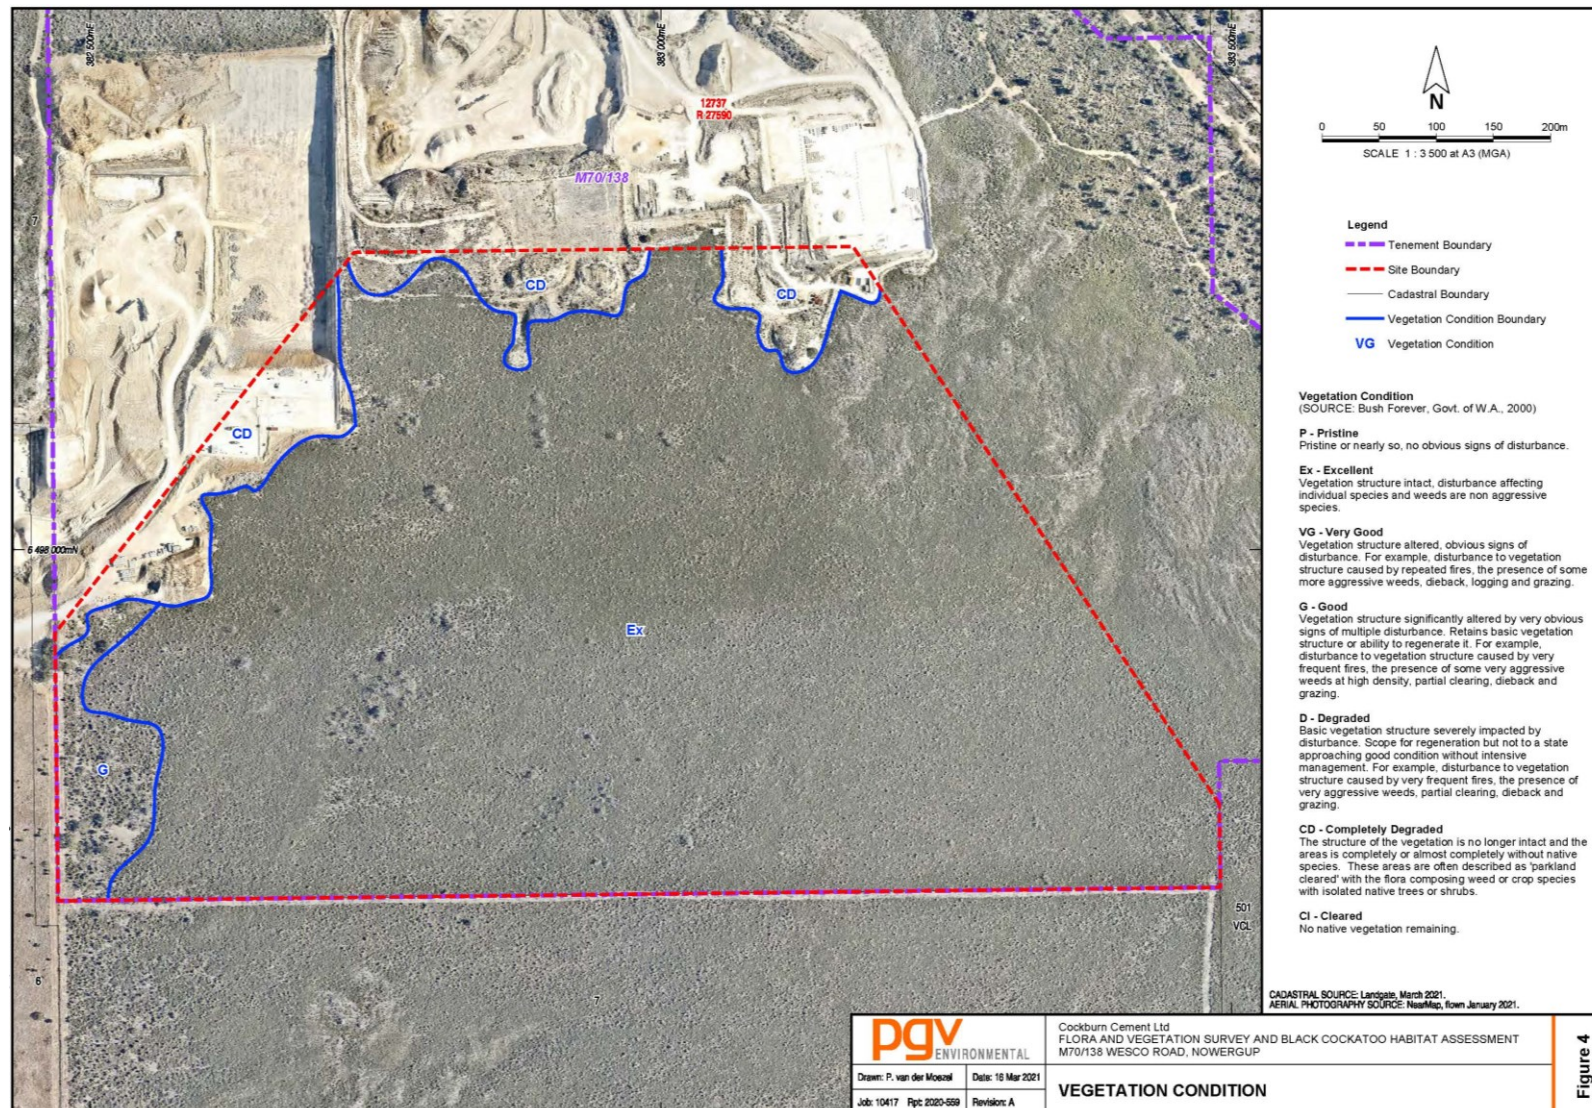 382 500mE
383 000mE
383 500mE
12737
R 27590
M70/138
7
CD
CD
CD
6 498 000mN
Ex
G
501
VCL
6
7
N
0 50 100 150 200m
SCALE 1 : 3 500 at A3 (MGA)
Legend
Tenement Boundary
Site Boundary
Cadastral Boundary
Vegetation Condition Boundary
VG Vegetation Condition
Vegetation Condition
(SOURCE: Bush Forever, Govt. of W.A., 2000)
P - Pristine
Pristine or nearly so, no obvious signs of disturbance.
Ex - Excellent
Vegetation structure intact, disturbance affecting
individual species and weeds are non aggressive
species.
VG - Very Good
Vegetation structure altered, obvious signs of
disturbance. For example, disturbance to vegetation
structure caused by repeated fires, the presence of some
more aggressive weeds, dieback, logging and grazing.
G - Good
Vegetation structure significantly altered by very obvious
signs of multiple disturbance. Retains basic vegetation
structure or ability to regenerate it. For example,
disturbance to vegetation structure caused by very
frequent fires, the presence of some very aggressive
weeds at high density, partial clearing, dieback and
grazing.
D - Degraded
Basic vegetation structure severely impacted by
disturbance. Scope for regeneration but not to a state
approaching good condition without intensive
management. For example, disturbance to vegetation
structure caused by very frequent fires, the presence of
very aggressive weeds, partial clearing, dieback and
grazing.
CD - Completely Degraded
The structure of the vegetation is no longer intact and the
areas is completely or almost completely without native
species. These areas are often described as 'parkland
cleared' with the flora composing weed or crop species
with isolated native trees or shrubs.
Cl - Cleared
No native vegetation remaining.
CADASTRAL SOURCE: Landgate, March 2021.
AERIAL PHOTOGRAPHY SOURCE: NearMap, flown January 2021.
pgv
ENVIRONMENTAL
Drawn: P. van der Moezel Date: 16 Mar 2021
Job: 10417 Rpt: 2020-559 Revision: A
Cockburn Cement Ltd
FLORA AND VEGETATION SURVEY AND BLACK COCKATOO HABITAT ASSESSMENT
M70/138 WESCO ROAD, NOWERGUP
VEGETATION CONDITION
Figure 4